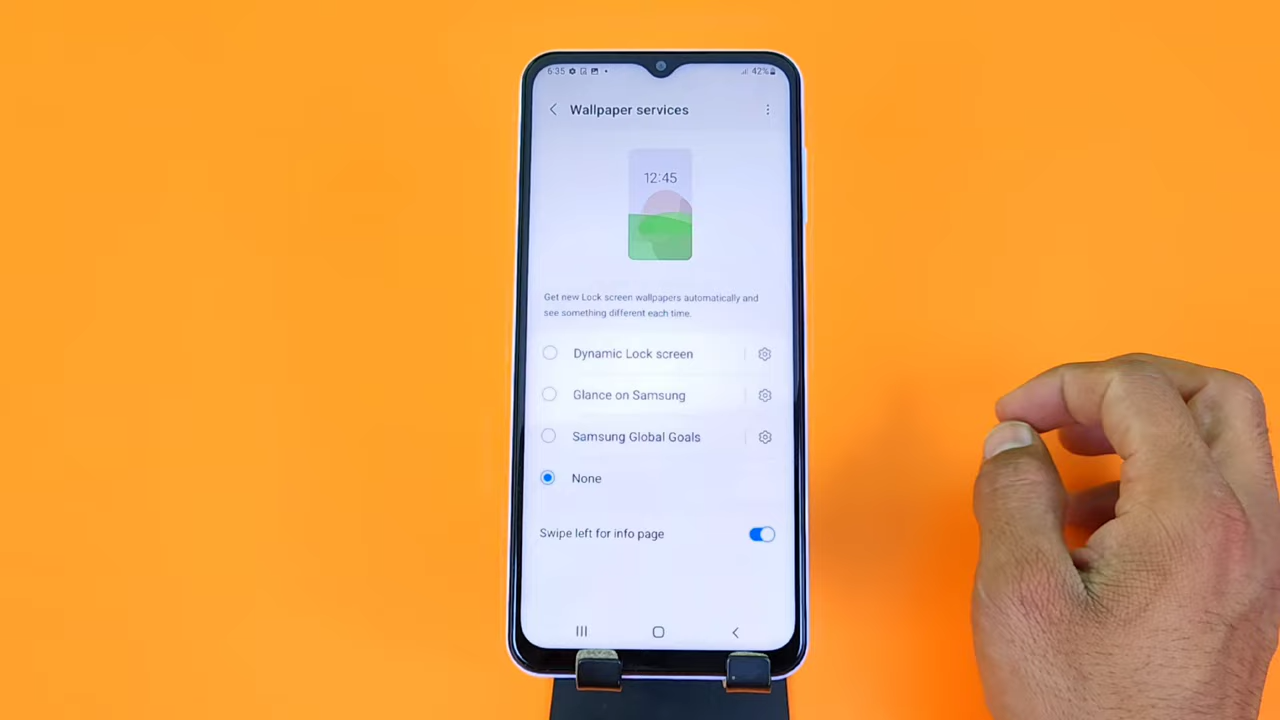 6:35
42%
Wallpaper services
12:45
Get new Lock screen wallpapers automatically and
see something different each time.
Dynamic Lock screen
Glance on Samsung
Samsung Global Goals
None
Swipe left for info page